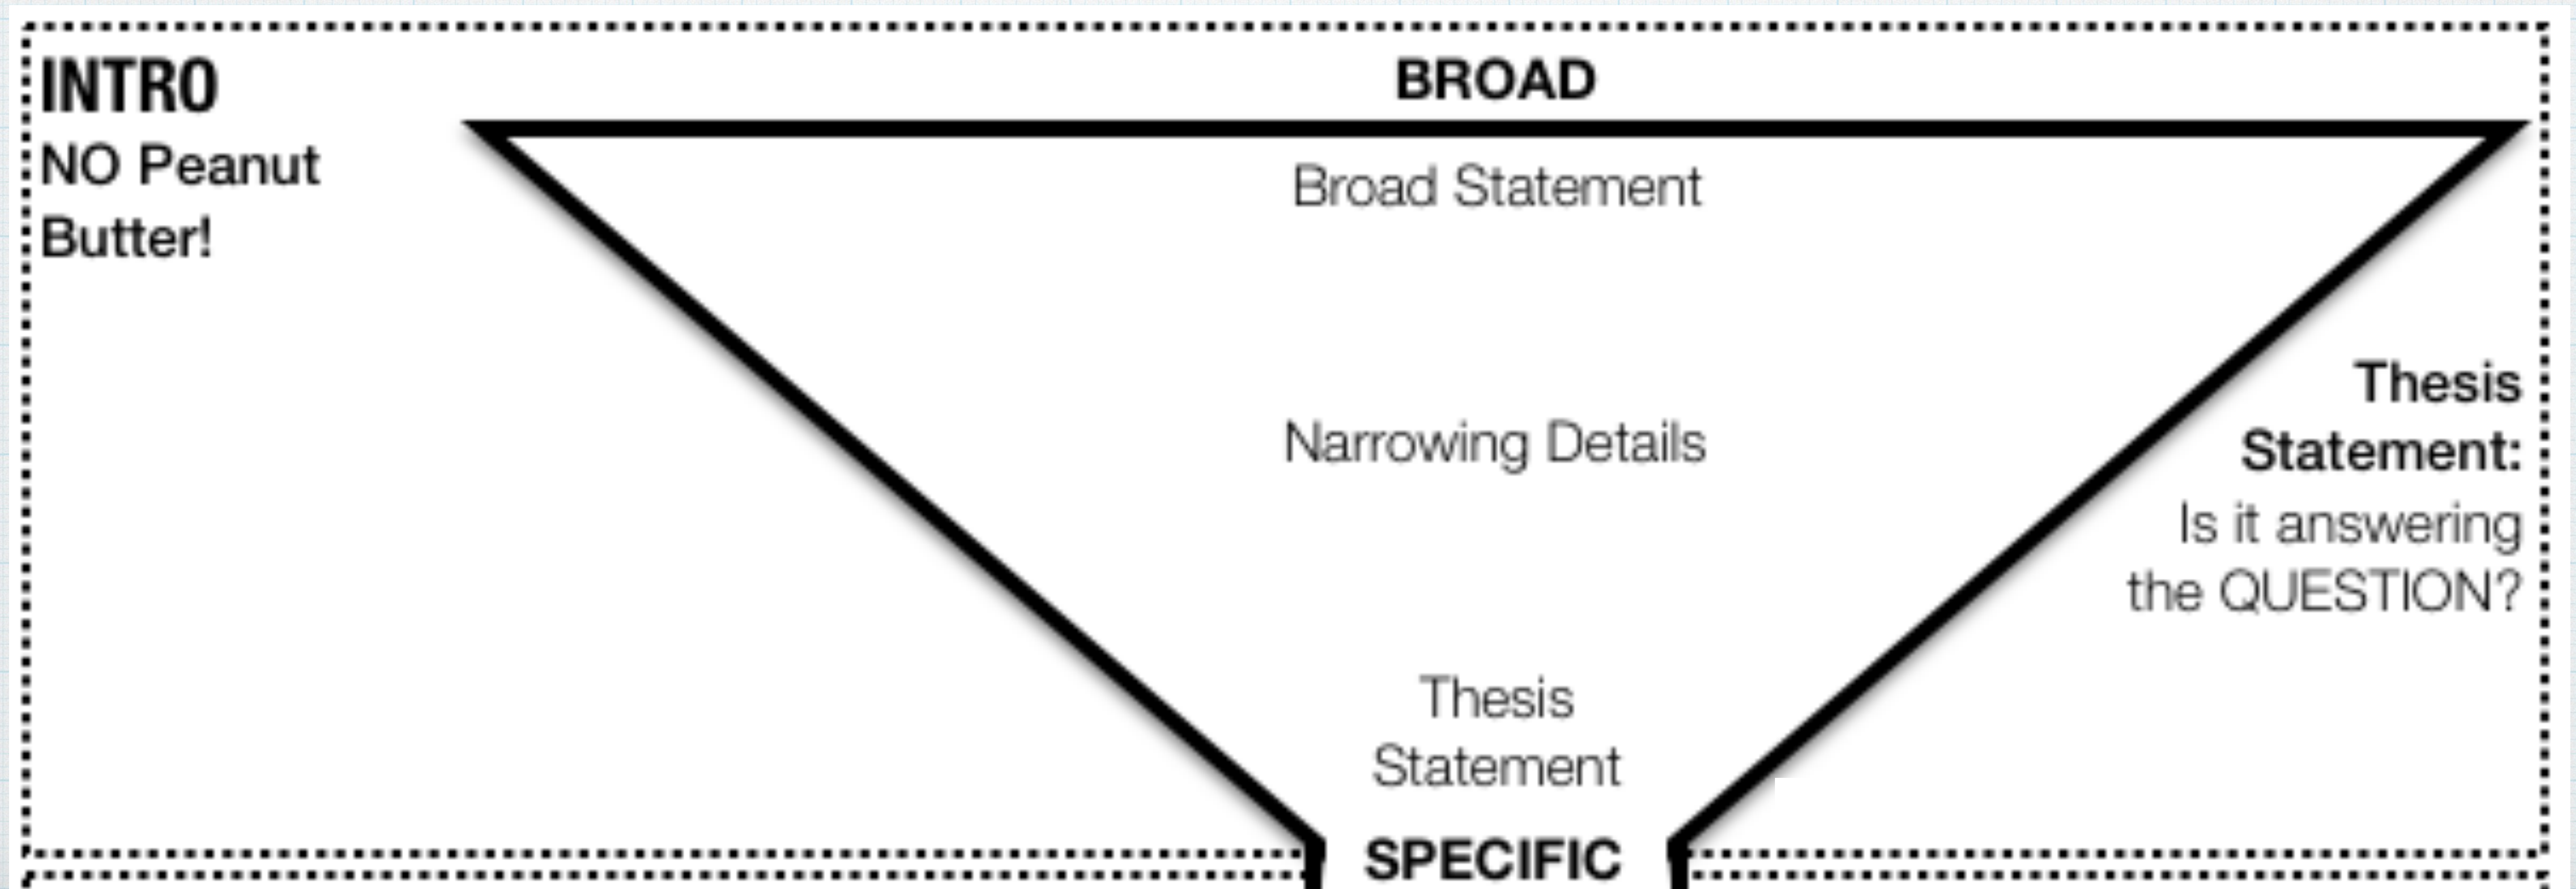 INTRO
NO Peanut
Butter!
BROAD
Broad Statement
Narrowing Details
Thesis
Statement:
Is it answering
the QUESTION?
Thesis
Statement
SPECIFIC